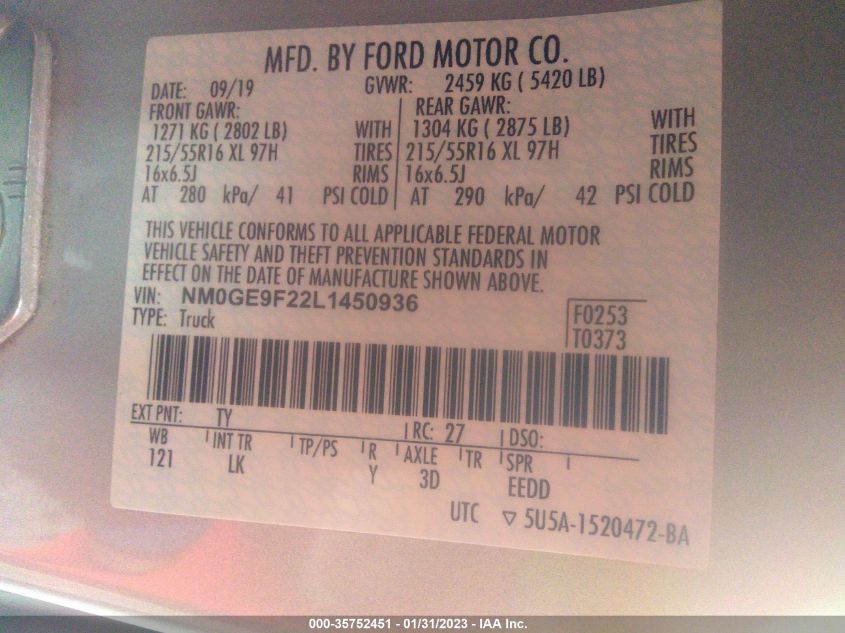 MFD. BY FORD MOTOR CO.
DATE: 09/19 GVWR: 2459 KG ( 5420 LB)
FRONT GAWR: REAR GAWR:
1271 KG ( 2802 LB) WITH 1304 KG ( 2875 LB) WITH
215/55R16 XL 97H TIRES 215/55R16 XL 97H TIRES
16x6.5J RIMS 16x6.5J RIMS
AT 280 kPa/ 41 PSI COLD AT 290 kPa/ 42 PSI COLD
THIS VEHICLE CONFORMS TO ALL APPLICABLE FEDERAL MOTOR
VEHICLE SAFETY AND THEFT PREVENTION STANDARDS IN
EFFECT ON THE DATE OF MANUFACTURE SHOWN ABOVE.
VIN: NM0GE9F22L1450936
TYPE: Truck
F0253
T0373
EXT PNT: TY RC: 27 DSO:
WB INT TR TP/PS R AXLE TR SPR
121 LK Y 3D EEDD
UTC ▽ 5U5A-1520472-BA
000-35752451 - 01/31/2023 - IAA Inc.